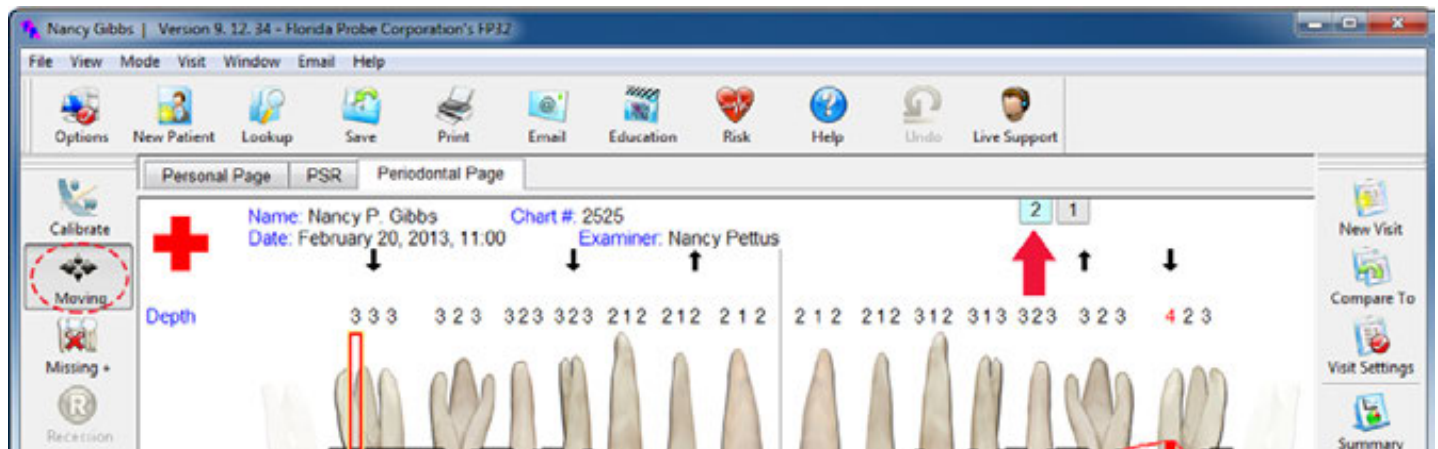 Nancy Gibbs | Version 9. 12. 34 - Florida Probe Corporation's FP32
File View Mode Visit Window Email Help
Options New Patient Lookup Save Print Email Education Risk Help Undo Live Support
Personal Page PSR Periodontal Page
Calibrate
Moving
Missing +
R
Recession
Name: Nancy P. Gibbs Chart #: 2525 2 1
Date: February 20, 2013, 11:00 Examiner: Nancy Pettus
Depth 3 3 3 3 2 3 3 2 3 3 2 3 2 1 2 2 1 2 2 1 2 2 1 2 2 1 2 3 1 2 3 1 3 3 2 3 3 2 3 4 2 3
New Visit
Compare To
Visit Settings
Summary